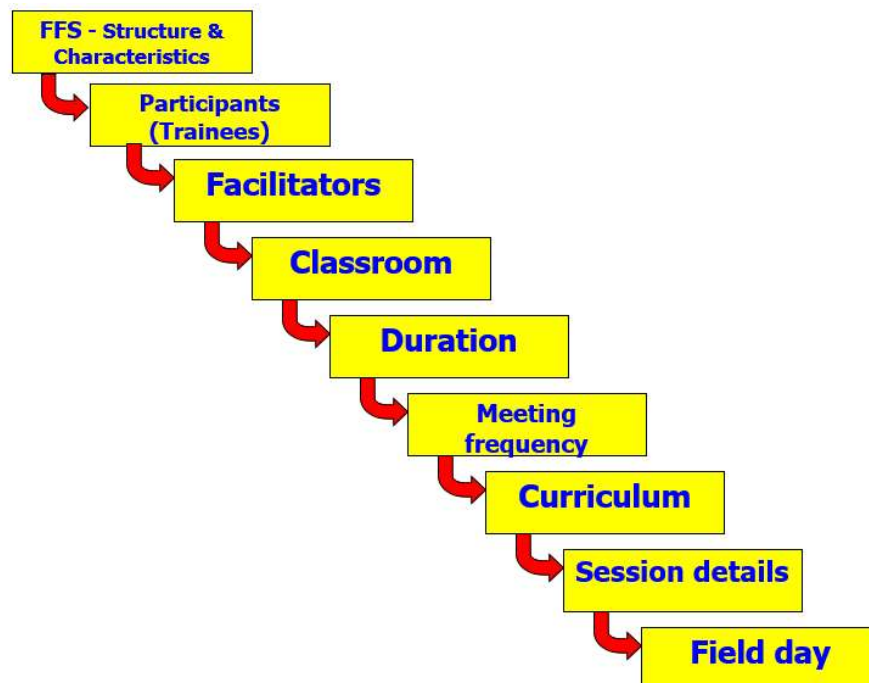 FFS - Structure &
Characteristics
Participants
(Trainees)
Facilitators
Classroom
Duration
Meeting
frequency
Curriculum
Session details
Field day